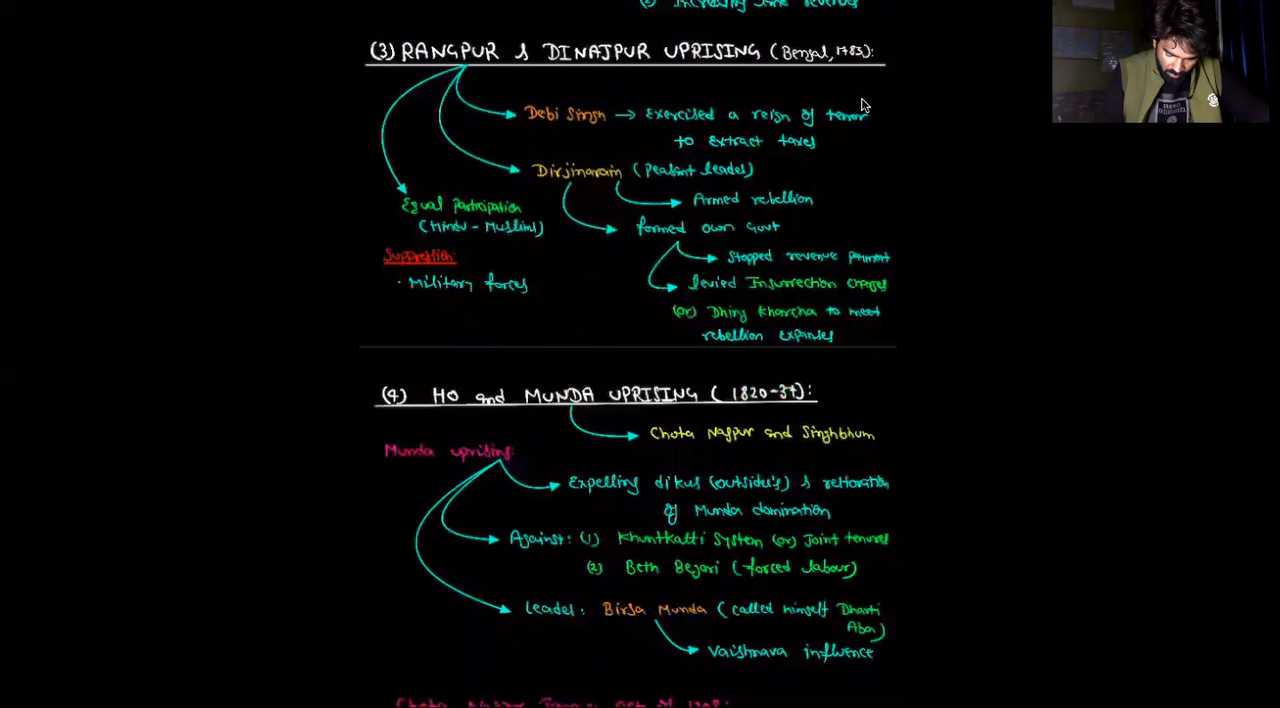 (3) RANGPUR & DINAJPUR UPRISING (Bengal, 1783):
Debi Singh → Exercised a reign of terror
to extract taxes
Dirjinarain (Peasant leader)
Armed rebellion
Equal Participation
(Hindu - Muslim)
formed own Govt
Suppression:
· Military forces
Stopped revenue payment
levied Insurrection charges
(or) Dhing Kharcha to meet
rebellion expanses
(4) HO and MUNDA UPRISING (1820-37):
Chota Nagpur and Singhbhum
Munda uprising:
Expelling dikus (outsiders) & restoration
of Munda domination
Against: (1) Khuntkatti System (or) Joint tenures
(2) Beth Begari (forced labour)
leader: Birsa Munda (called himself Dharti
Aba)
Vaishnava influence